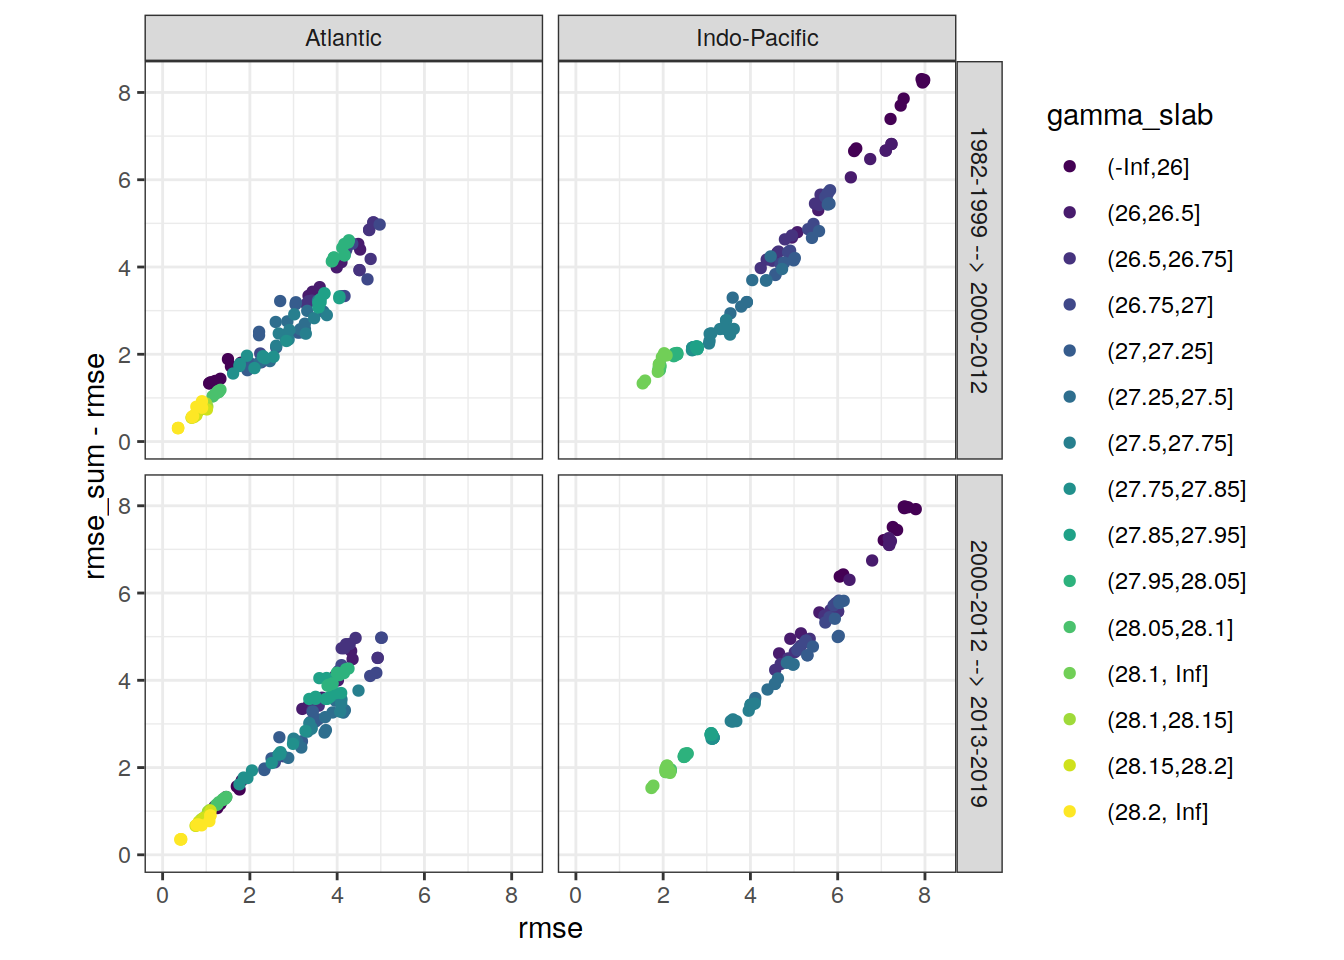 Atlantic
Indo-Pacific
8
6
4
2
0
1982-1999 --> 2000-2012
8
6
4
2
0
2000-2012 --> 2013-2019
rmse_sum - rmse
0 2 4 6 8
0 2 4 6 8
rmse
gamma_slab
(-Inf,26]
(26,26.5]
(26.5,26.75]
(26.75,27]
(27,27.25]
(27.25,27.5]
(27.5,27.75]
(27.75,27.85]
(27.85,27.95]
(27.95,28.05]
(28.05,28.1]
(28.1, Inf]
(28.1,28.15]
(28.15,28.2]
(28.2, Inf]